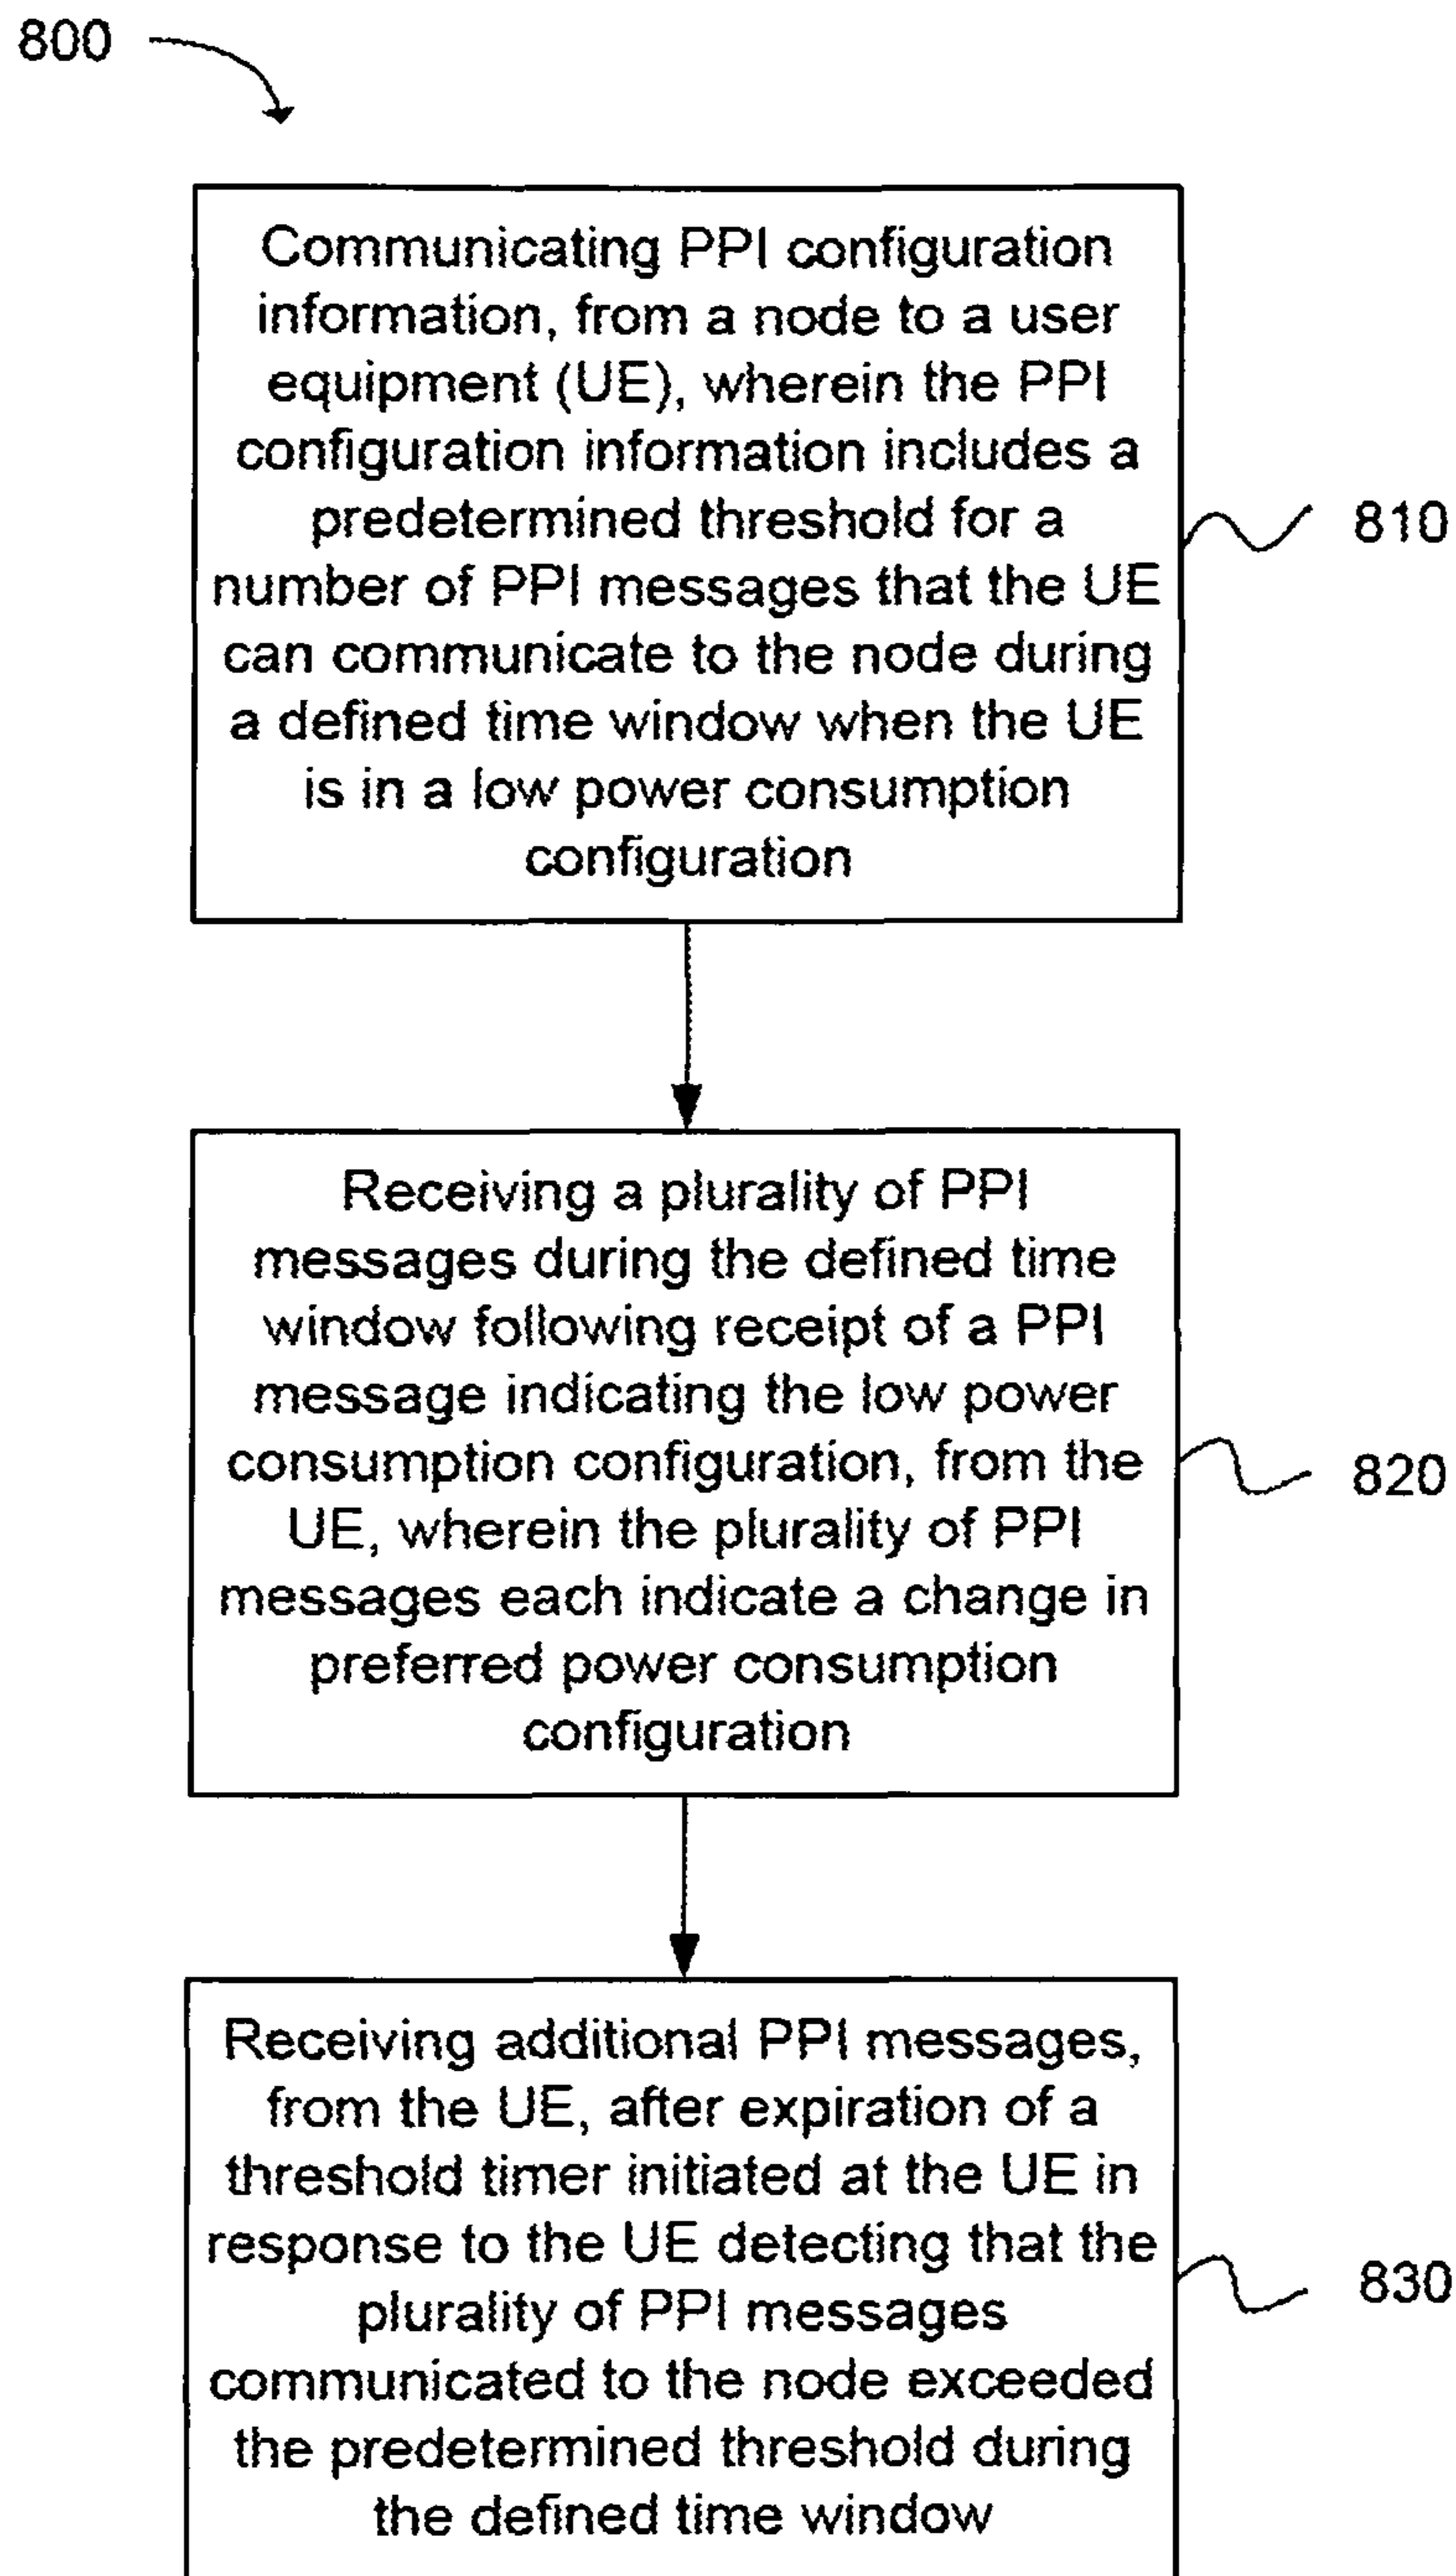 800
Communicating PPI configuration
information, from a node to a user
equipment (UE), wherein the PPI
configuration information includes a
predetermined threshold for a
number of PPI messages that the UE
can communicate to the node during
a defined time window when the UE
is in a low power consumption
configuration
810
Receiving a plurality of PPI
messages during the defined time
window following receipt of a PPI
message indicating the low power
consumption configuration, from the
UE, wherein the plurality of PPI
messages each indicate a change in
preferred power consumption
configuration
820
Receiving additional PPI messages,
from the UE, after expiration of a
threshold timer initiated at the UE in
response to the UE detecting that the
plurality of PPI messages
communicated to the node exceeded
the predetermined threshold during
the defined time window
830